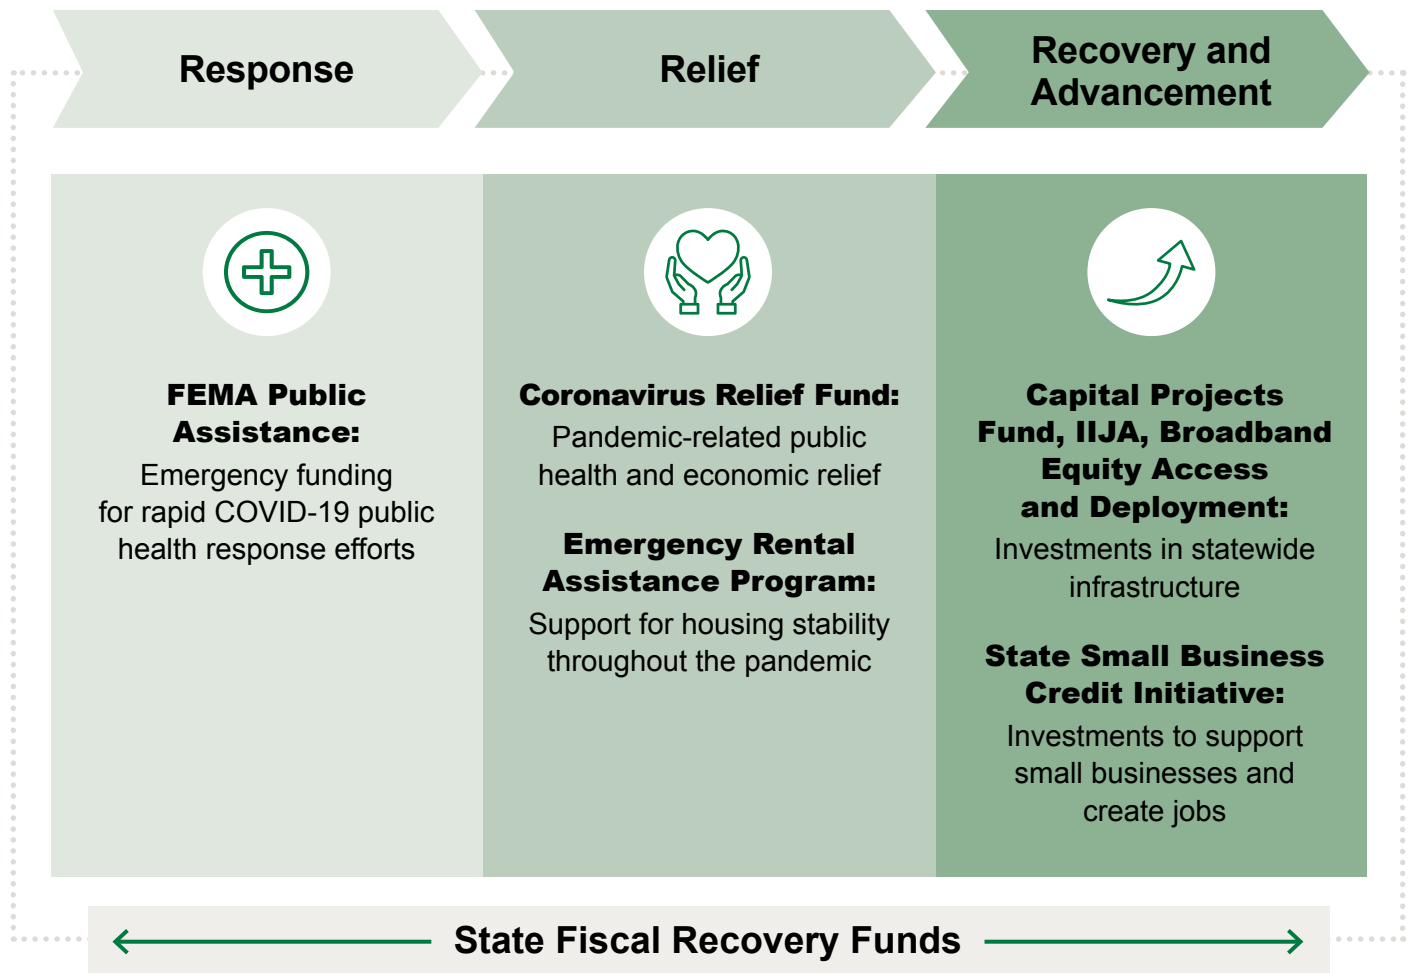 Response
Relief
Recovery and
Advancement
FEMA Public
Assistance:
Emergency funding
for rapid COVID-19 public
health response efforts
Coronavirus Relief Fund:
Pandemic-related public
health and economic relief
Emergency Rental
Assistance Program:
Support for housing stability
throughout the pandemic
Capital Projects
Fund, IIJA, Broadband
Equity Access
and Deployment:
Investments in statewide
infrastructure
State Small Business
Credit Initiative:
Investments to support
small businesses and
create jobs
State Fiscal Recovery Funds